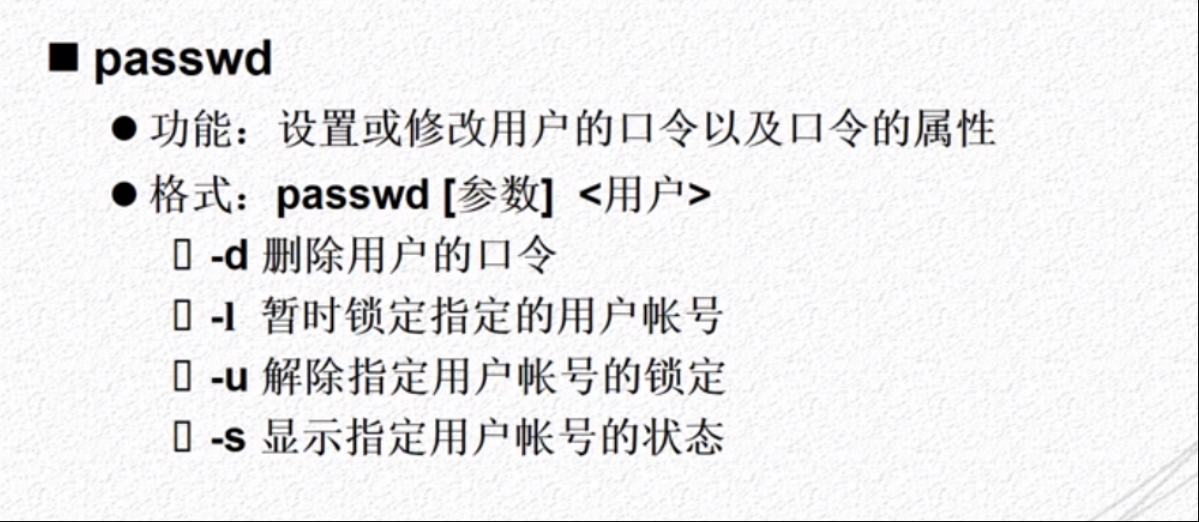 ■ passwd
● 功能：设置或修改用户的口令以及口令的属性
● 格式：passwd [参数] <用户>
▯ -d 删除用户的口令
▯ -l 暂时锁定指定的用户帐号
▯ -u 解除指定用户帐号的锁定
▯ -s 显示指定用户帐号的状态